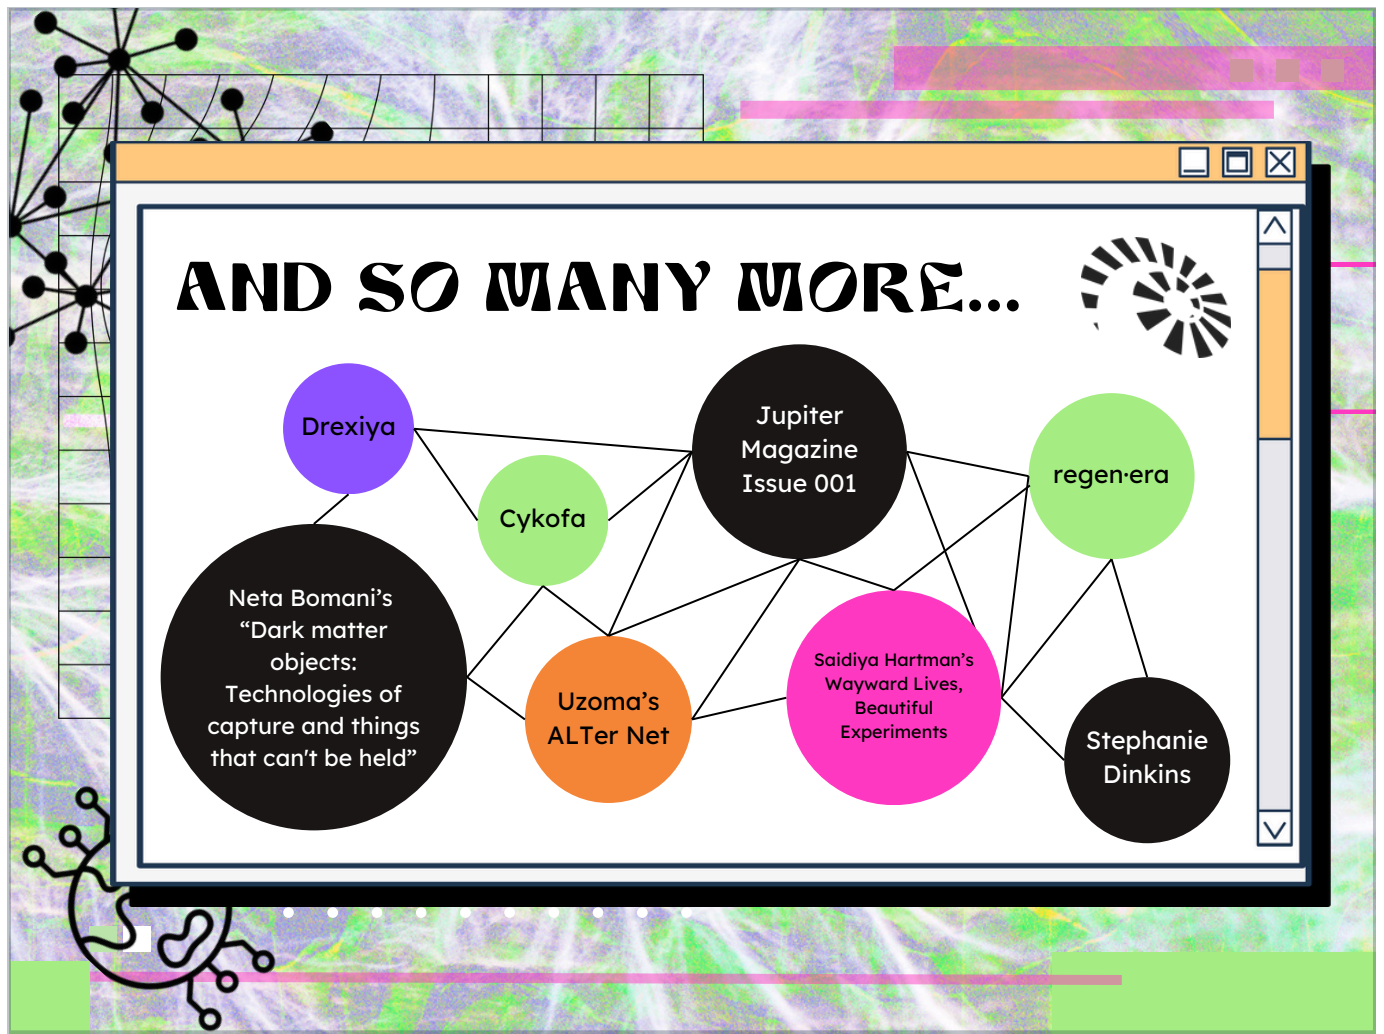 AND SO MANY MORE...
Drexiya
Cykofa
Jupiter
Magazine
Issue 001
regen·era
Neta Bomani’s
“Dark matter
objects:
Technologies of
capture and things
that can't be held”
Uzoma’s
ALTer Net
Saidiya Hartman’s
Wayward Lives,
Beautiful
Experiments
Stephanie
Dinkins